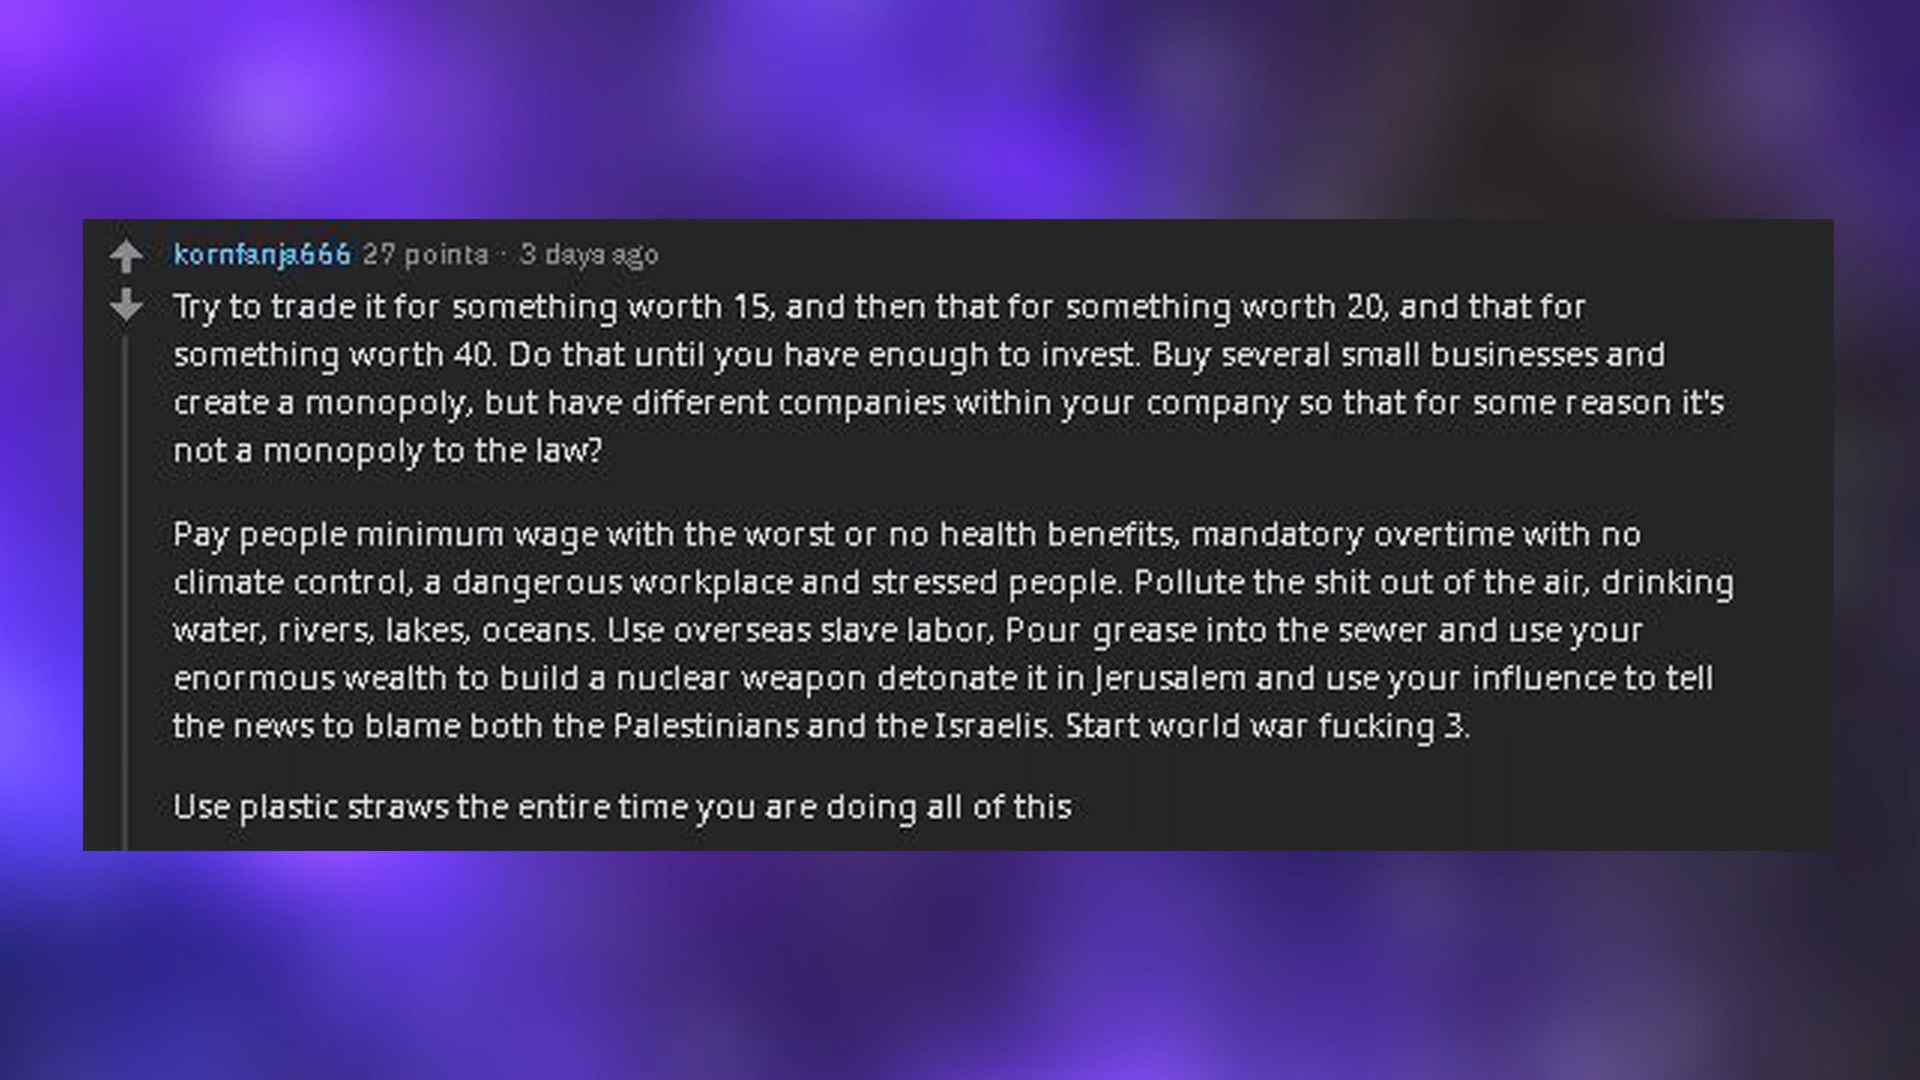 kornfanja666 27 points · 3 days ago
Try to trade it for something worth 15, and then that for something worth 20, and that for
something worth 40. Do that until you have enough to invest. Buy several small businesses and
create a monopoly, but have different companies within your company so that for some reason it's
not a monopoly to the law?
Pay people minimum wage with the worst or no health benefits, mandatory overtime with no
climate control, a dangerous workplace and stressed people. Pollute the shit out of the air, drinking
water, rivers, lakes, oceans. Use overseas slave labor, Pour grease into the sewer and use your
enormous wealth to build a nuclear weapon detonate it in Jerusalem and use your influence to tell
the news to blame both the Palestinians and the Israelis. Start world war fucking 3.
Use plastic straws the entire time you are doing all of this